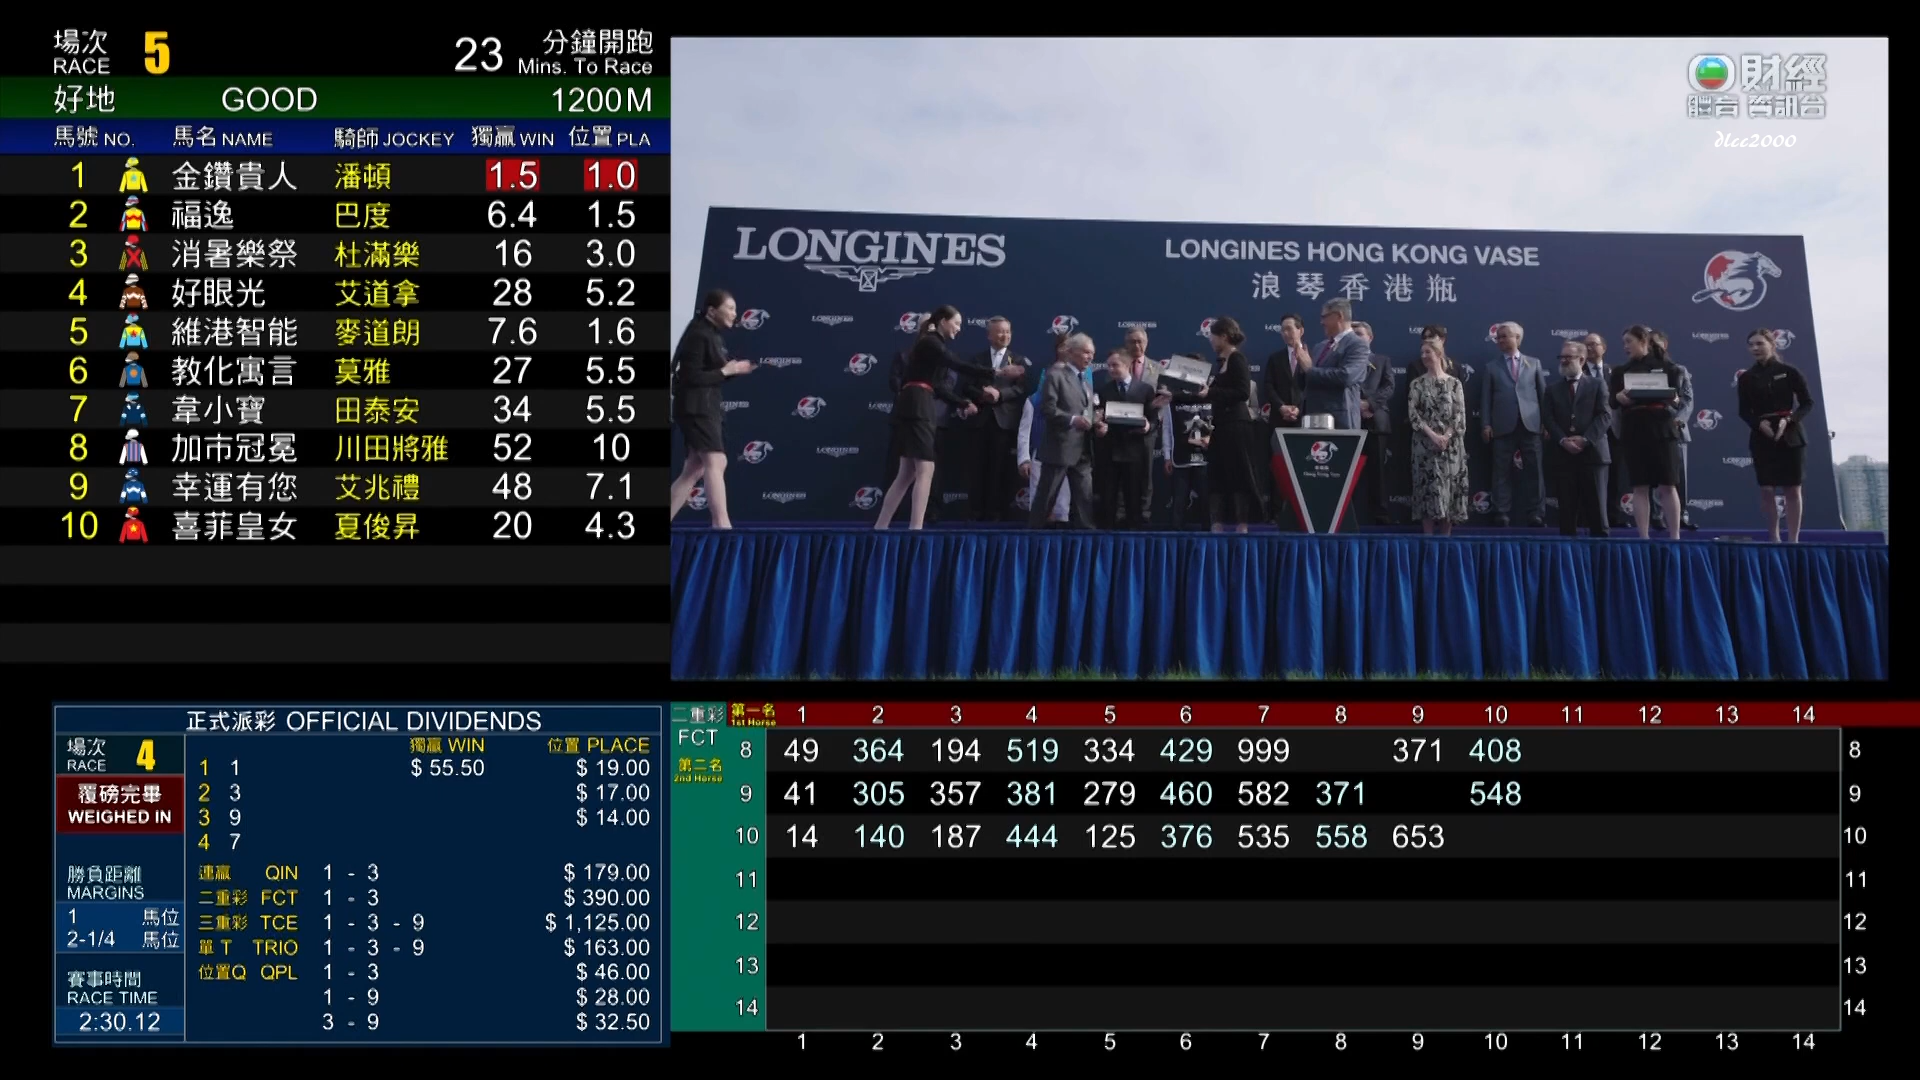 場次 RACE 5 23 分鐘開跑 Mins. To Race
好地 GOOD 1200M
馬號 NO. 馬名 NAME 騎師 JOCKEY 獨贏 WIN 位置 PLA
1 金鑽貴人 潘頓 1.5 1.0
2 福逸 巴度 6.4 1.5
3 消暑樂祭 杜滿樂 16 3.0
4 好眼光 艾道拿 28 5.2
5 維港智能 麥道朗 7.6 1.6
6 教化寓言 莫雅 27 5.5
7 韋小寶 田泰安 34 5.5
8 加市冠冕 川田將雅 52 10
9 幸運有您 艾兆禮 48 7.1
10 喜菲皇女 夏俊昇 20 4.3
財經
體育 資訊台
dlcc2000
LONGINES
LONGINES HONG KONG VASE
浪琴香港瓶
正式派彩 OFFICIAL DIVIDENDS
場次 RACE 4
覆磅完畢
WEIGHED IN
勝負距離
MARGINS
1 馬位
2-1/4 馬位
賽事時間
RACE TIME
2:30.12
獨贏 WIN 位置 PLACE
1 1 $ 55.50 $ 19.00
2 3 $ 17.00
3 9 $ 14.00
4 7
連贏 QIN 1 - 3 $ 179.00
二重彩 FCT 1 - 3 $ 390.00
三重彩 TCE 1 - 3 - 9 $ 1,125.00
單T TRIO 1 - 3 - 9 $ 163.00
位置Q QPL 1 - 3 $ 46.00
1 - 9 $ 28.00
3 - 9 $ 32.50
二重彩 FCT
第一名 1st Horse 1 2 3 4 5 6 7 8 9 10 11 12 13 14
第二名 2nd Horse
8 49 364 194 519 334 429 999 371 408 8
9 41 305 357 381 279 460 582 371 548 9
10 14 140 187 444 125 376 535 558 653 10
11 11
12 12
13 13
14 14
1 2 3 4 5 6 7 8 9 10 11 12 13 14